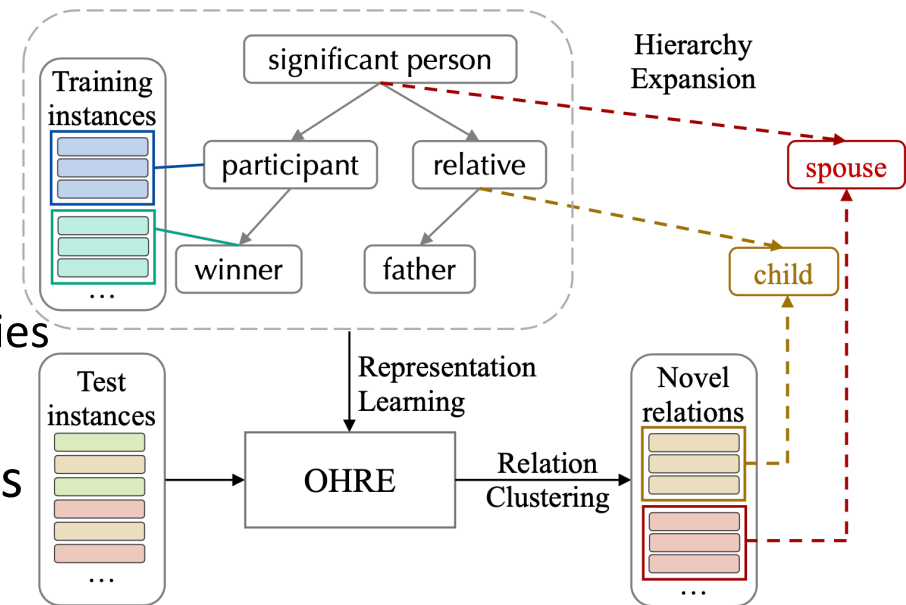 significant person
Hierarchy
Expansion
Training
instances
participant
relative
spouse
winner
father
child
...
ies
Representation
Learning
Test
instances
Novel
relations
s
OHRE
Relation
Clustering
...
...